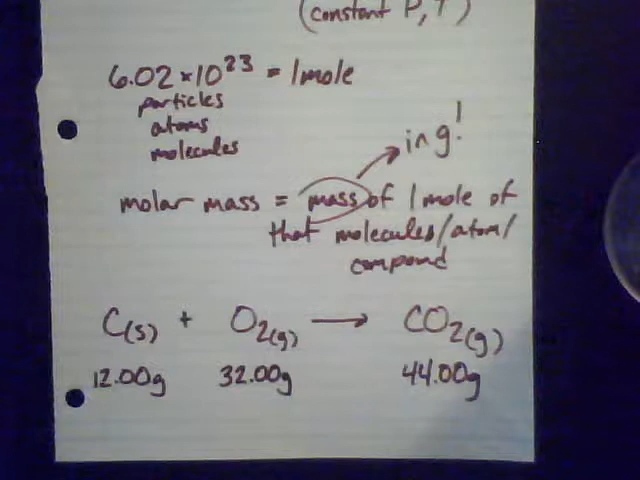 (constant P, T)
6.02 × 10²³ = 1 mole
particles
atoms
molecules
in g!
molar mass = mass of 1 mole of
that molecules/atom/
compound
C(s) + O₂(g) → CO₂(g)
12.00g 32.00g 44.00g